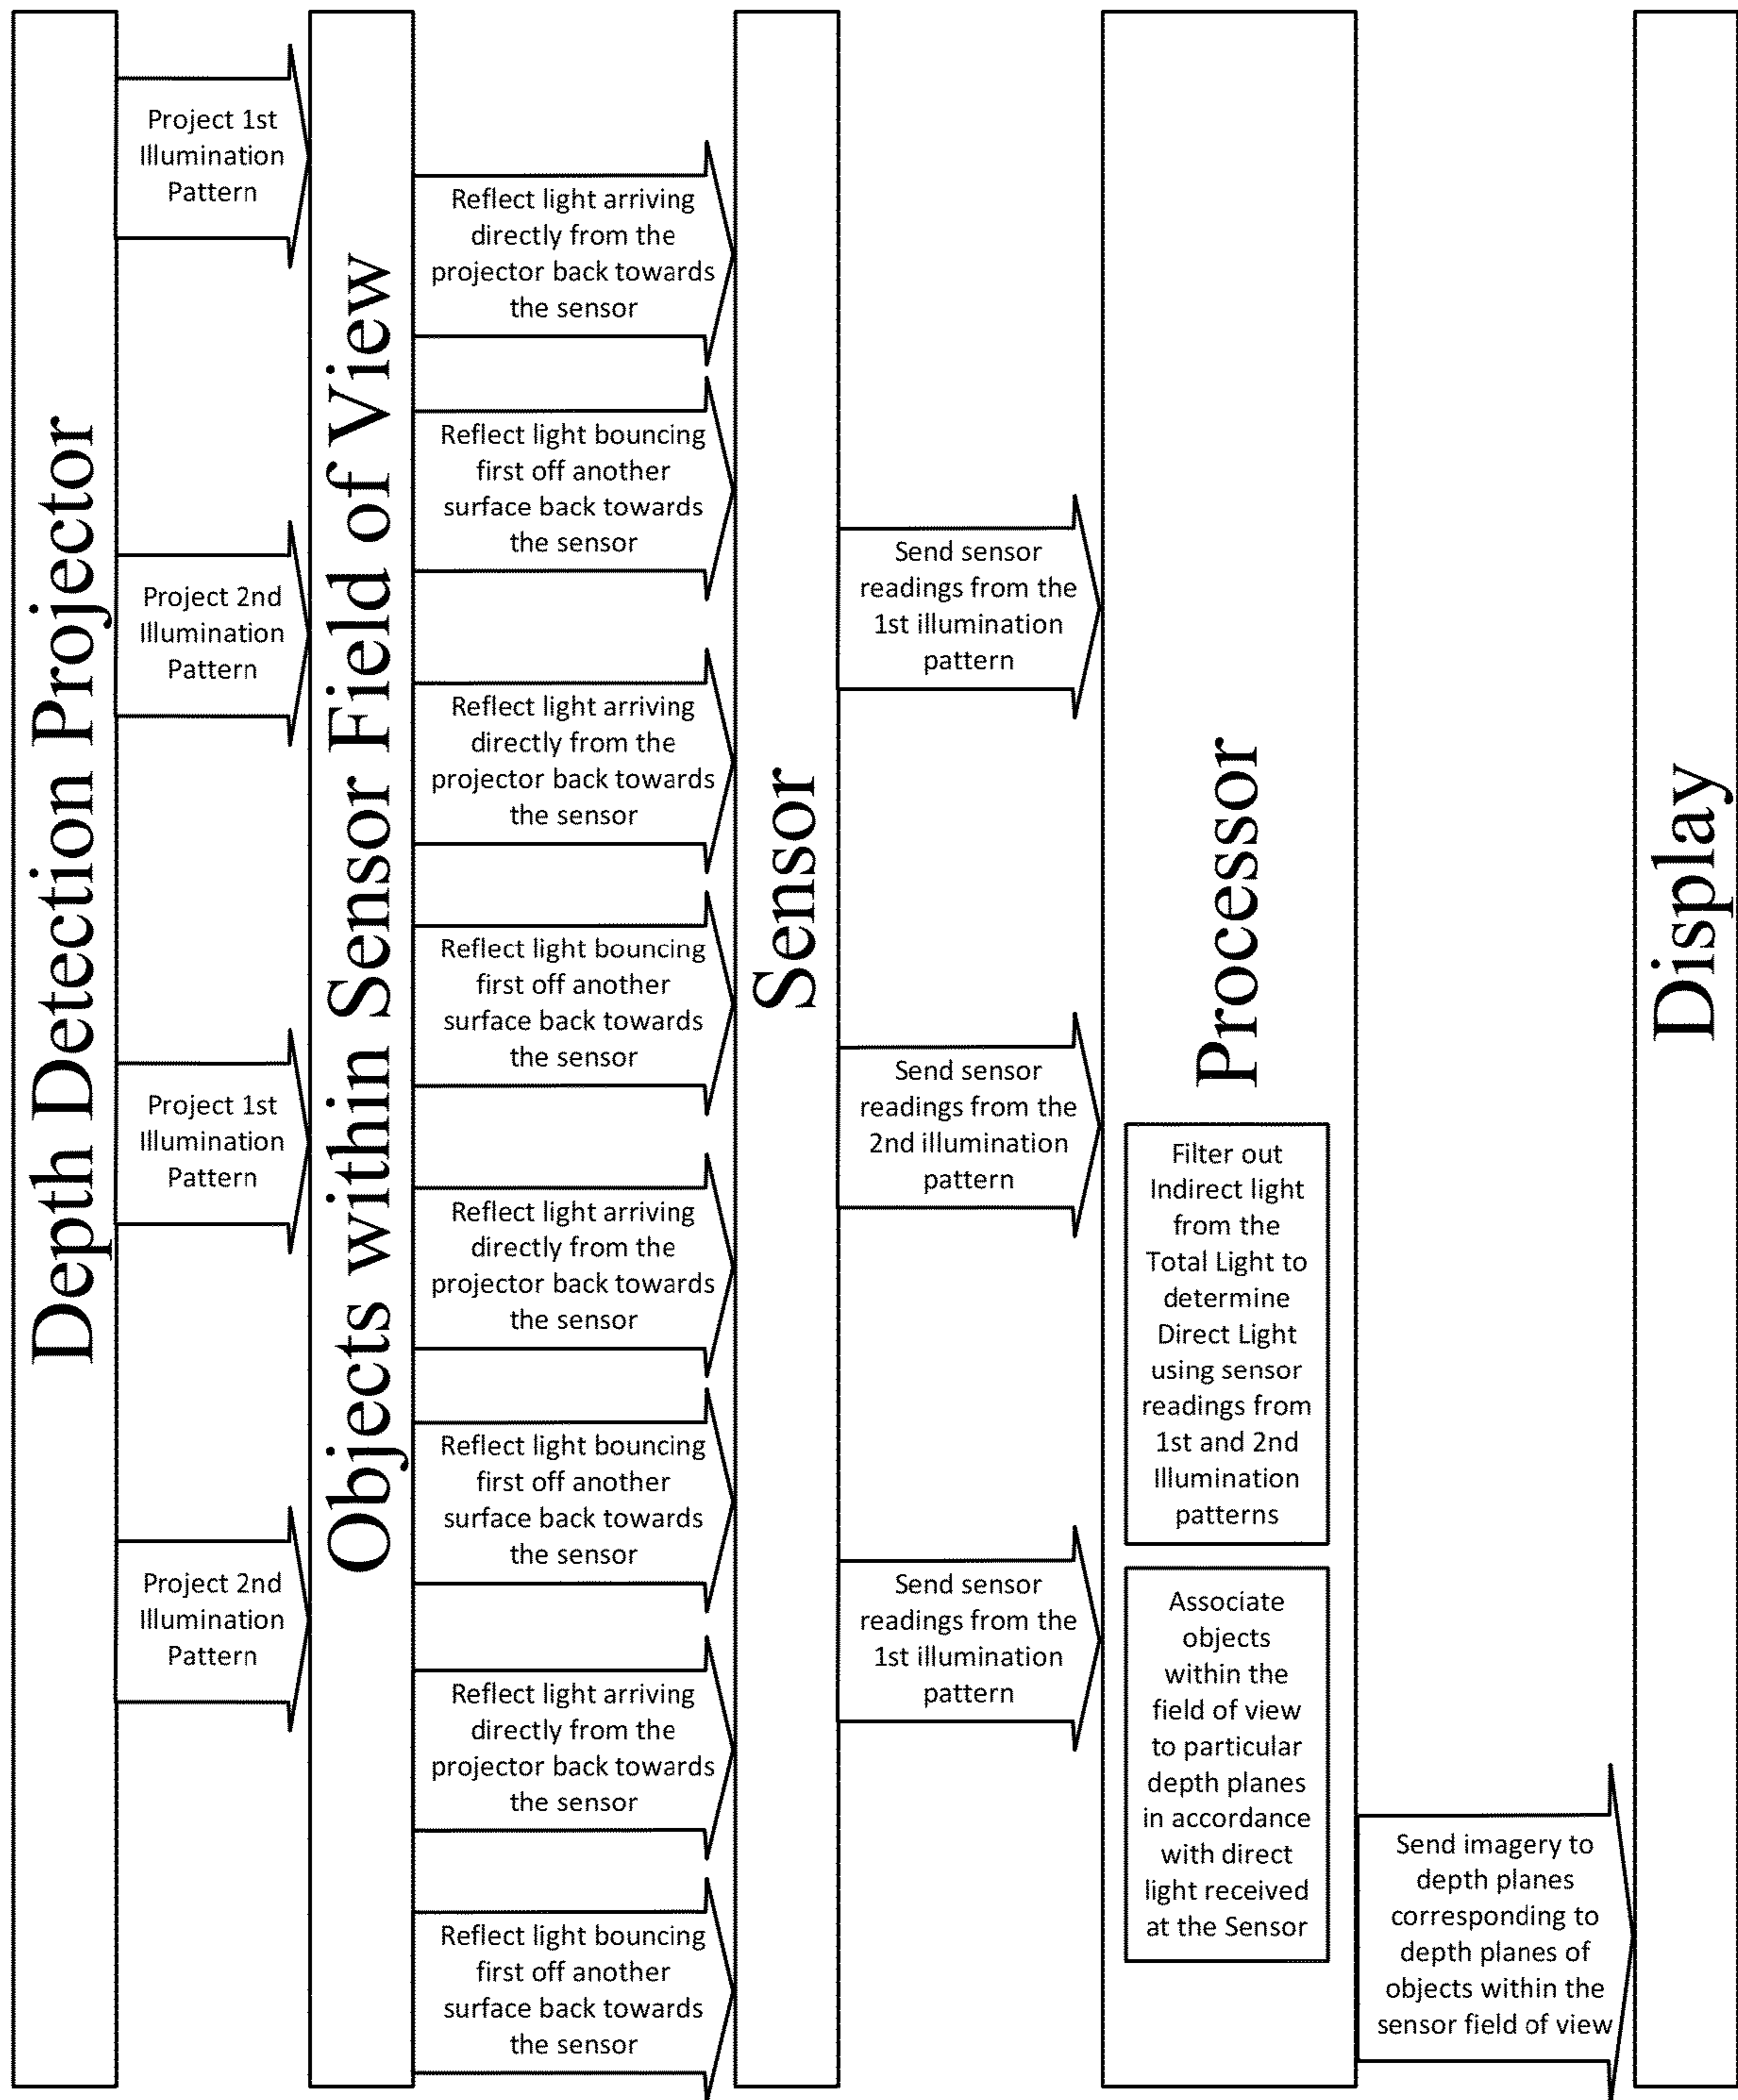 Depth Detection Projector
Project 1st
Illumination
Pattern
Project 2nd
Illumination
Pattern
Project 1st
Illumination
Pattern
Project 2nd
Illumination
Pattern
Objects within Sensor Field of View
Reflect light arriving
directly from the
projector back towards
the sensor
Reflect light bouncing
first off another
surface back towards
the sensor
Reflect light arriving
directly from the
projector back towards
the sensor
Reflect light bouncing
first off another
surface back towards
the sensor
Reflect light arriving
directly from the
projector back towards
the sensor
Reflect light bouncing
first off another
surface back towards
the sensor
Reflect light arriving
directly from the
projector back towards
the sensor
Reflect light bouncing
first off another
surface back towards
the sensor
Sensor
Send sensor
readings from the
1st illumination
pattern
Send sensor
readings from the
2nd illumination
pattern
Send sensor
readings from the
1st illumination
pattern
Processor
Filter out
Indirect light
from the
Total Light to
determine
Direct Light
using sensor
readings from
1st and 2nd
Illumination
patterns
Associate
objects
within the
field of view
to particular
depth planes
in accordance
with direct
light received
at the Sensor
Send imagery to
depth planes
corresponding to
depth planes of
objects within the
sensor field of view
Display